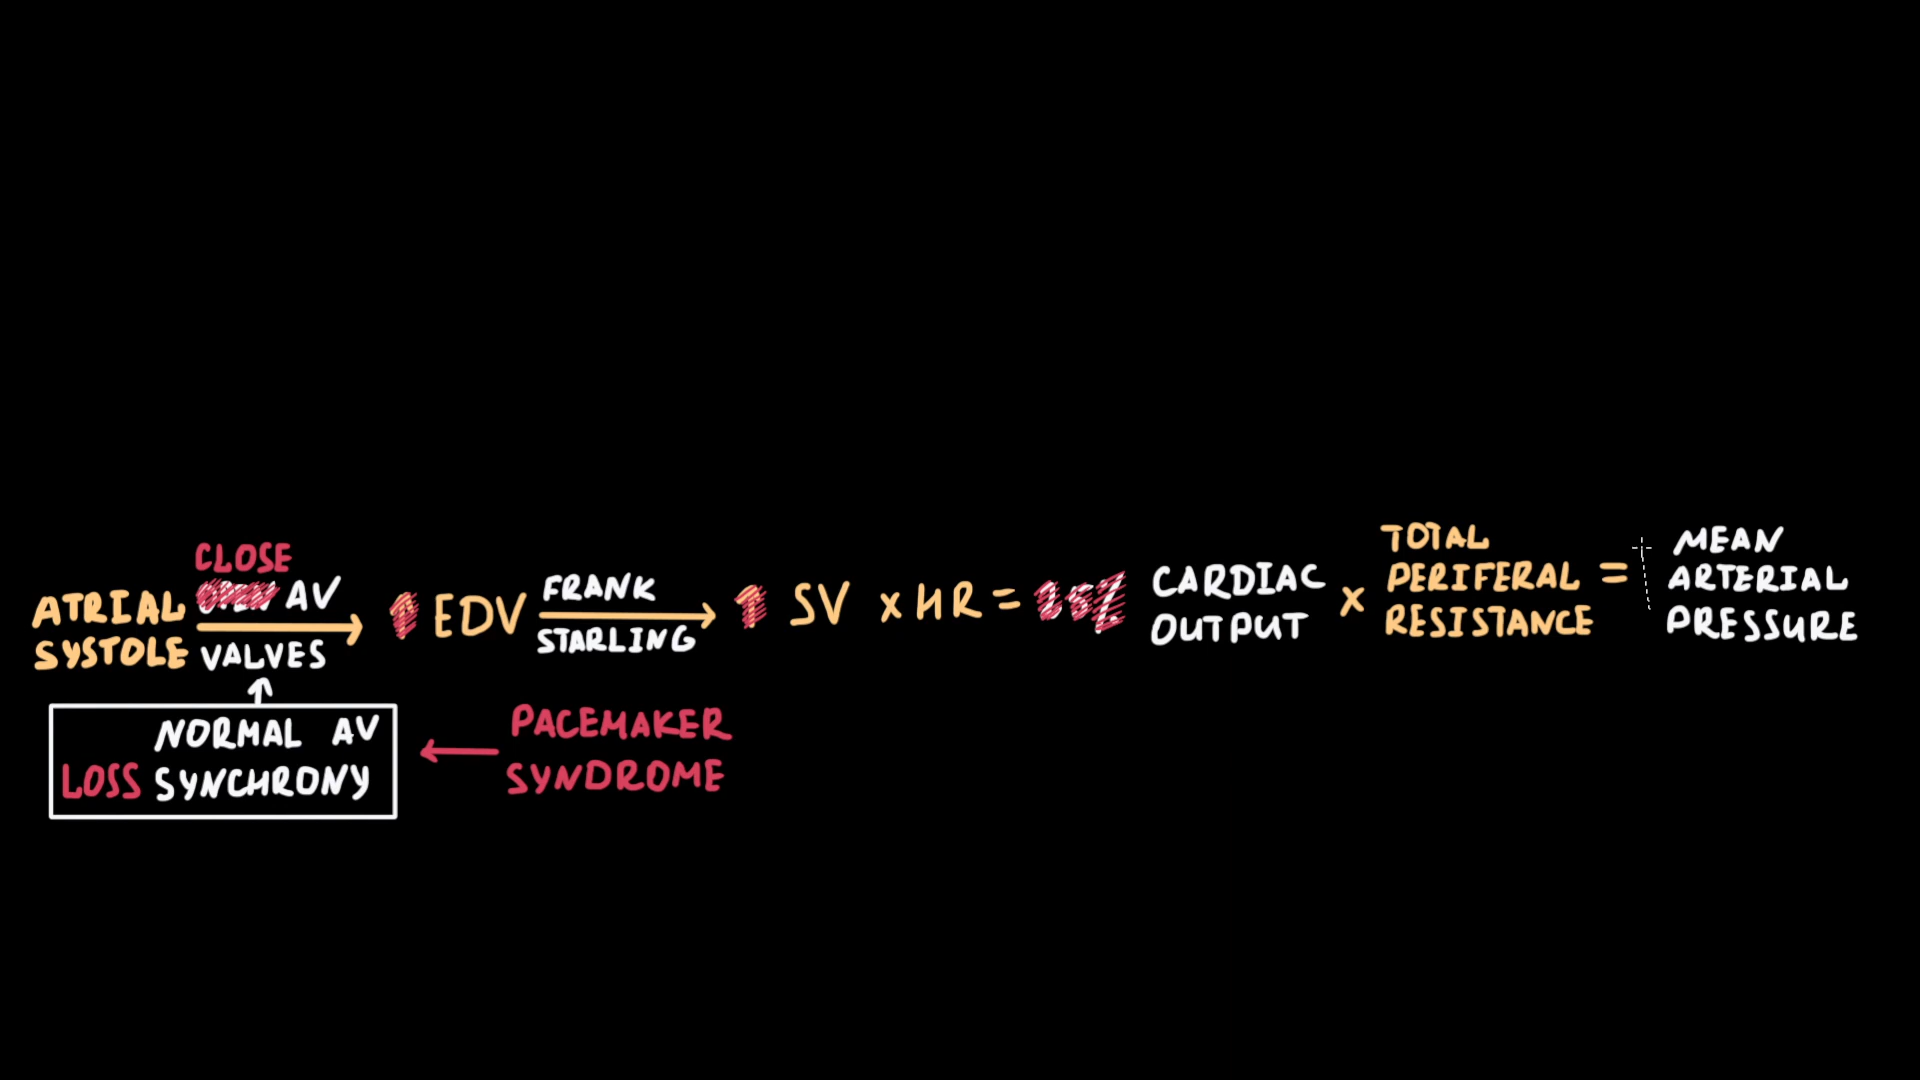 CLOSE
ATRIAL SYSTOLE
AV VALVES
↑ EDV
FRANK STARLING
↑ SV x HR =
CARDIAC OUTPUT
x
TOTAL PERIFERAL RESISTANCE
=
MEAN ARTERIAL PRESSURE
NORMAL AV
LOSS SYNCHRONY
PACEMAKER
SYNDROME